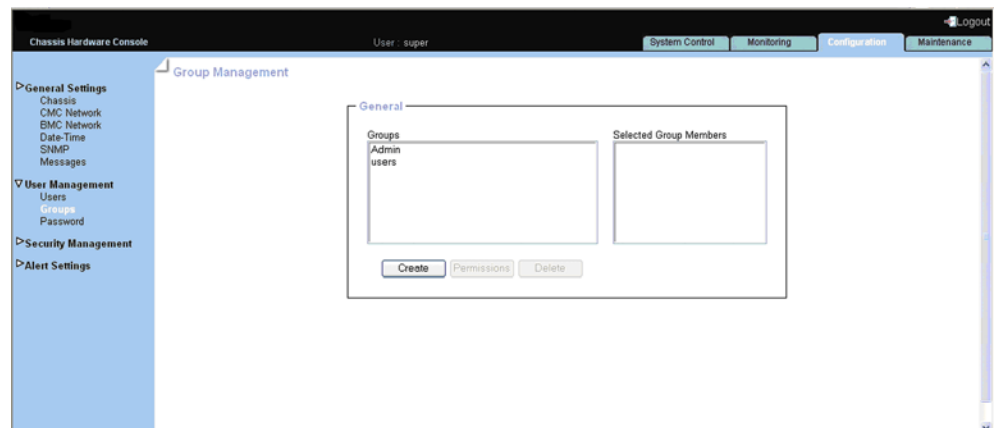 Logout
Chassis Hardware Console
User : super
System Control
Monitoring
Configuration
Maintenance
General Settings
Chassis
CMC Network
BMC Network
Date-Time
SNMP
Messages
User Management
Users
Groups
Password
Security Management
Alert Settings
Group Management
General
Groups
Admin
users
Selected Group Members
Create
Permissions
Delete